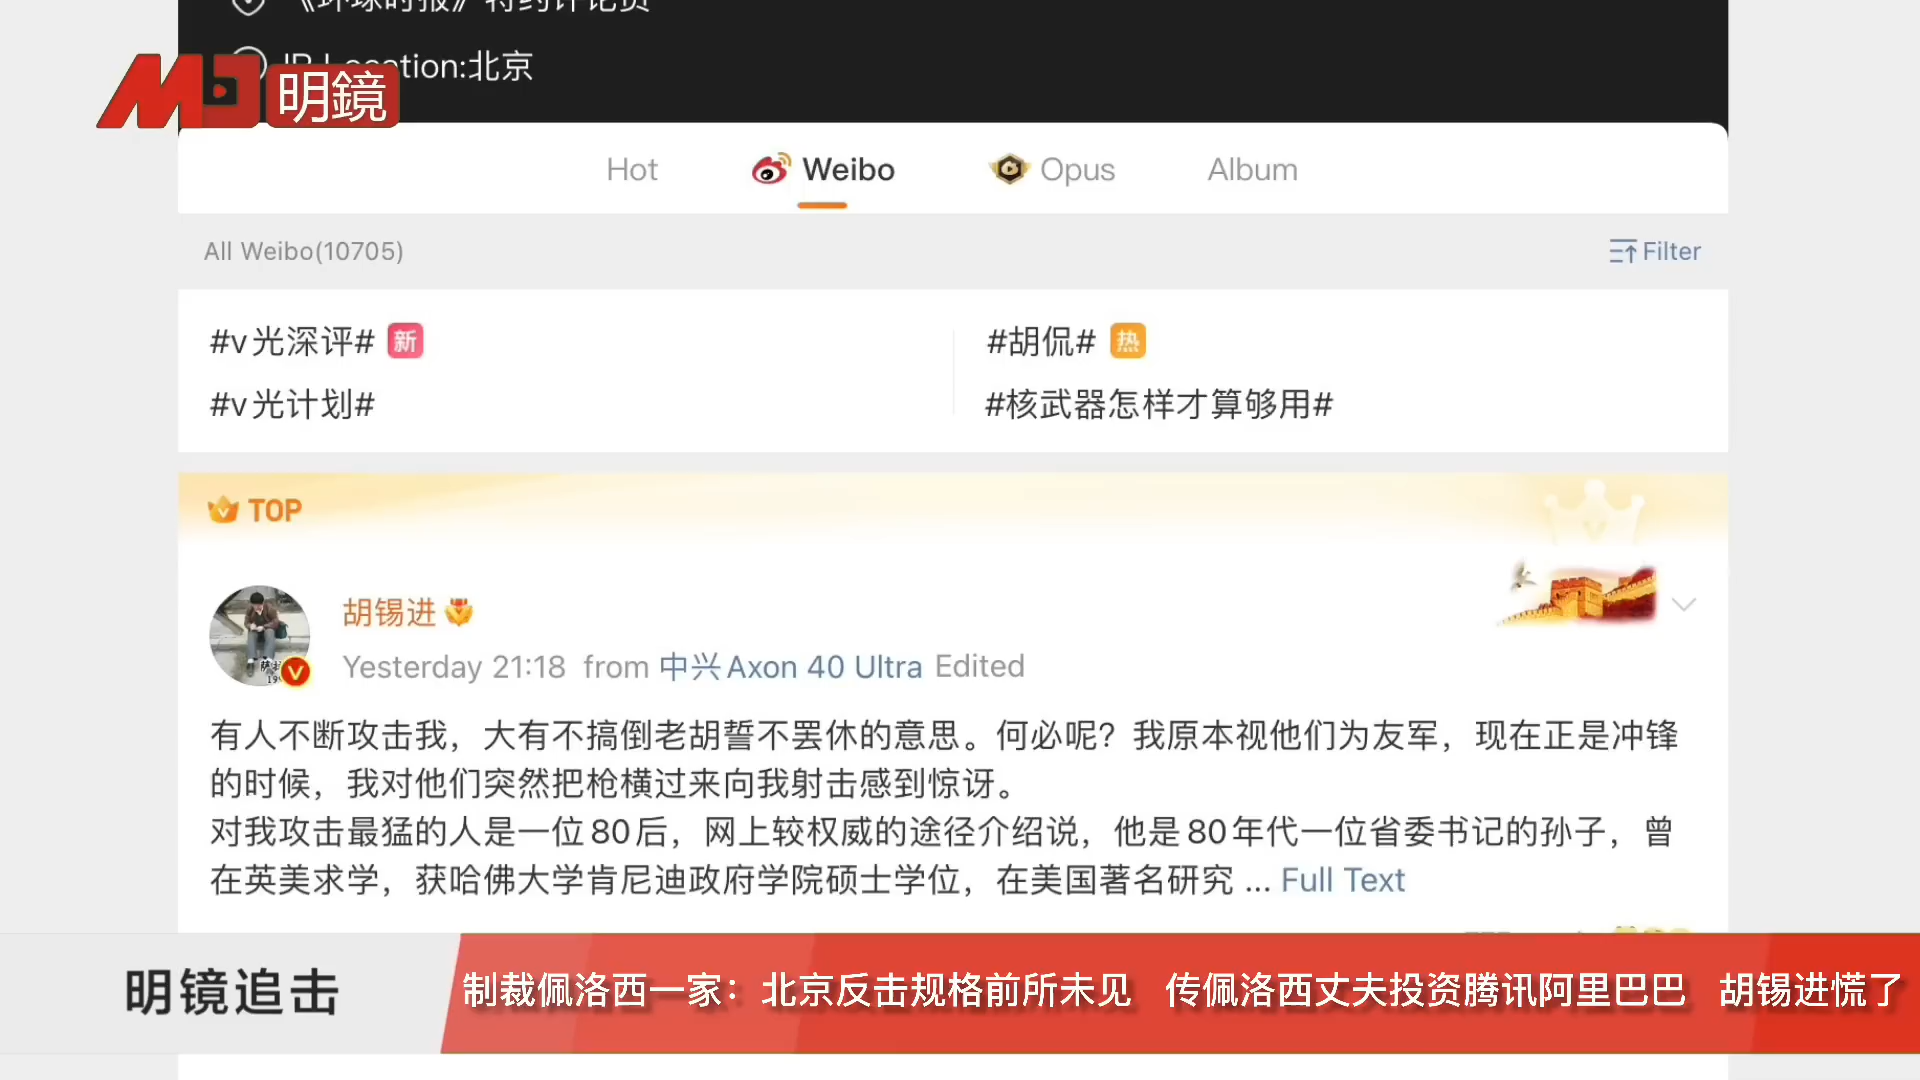 《环球时报》特约评论员
IP Location:北京
明鏡
Hot
Weibo
Opus
Album
All Weibo(10705)
Filter
#v光深评# 新
#胡侃# 热
#v光计划#
#核武器怎样才算够用#
TOP
胡锡进
Yesterday 21:18 from 中兴Axon 40 Ultra Edited
有人不断攻击我，大有不搞倒老胡誓不罢休的意思。何必呢？我原本视他们为友军，现在正是冲锋
的时候，我对他们突然把枪横过来向我射击感到惊讶。
对我攻击最猛的人是一位80后，网上较权威的途径介绍说，他是80年代一位省委书记的孙子，曾
在英美求学，获哈佛大学肯尼迪政府学院硕士学位，在美国著名研究 ... Full Text
明镜追击
制裁佩洛西一家：北京反击规格前所未见 传佩洛西丈夫投资腾讯阿里巴巴 胡锡进慌了